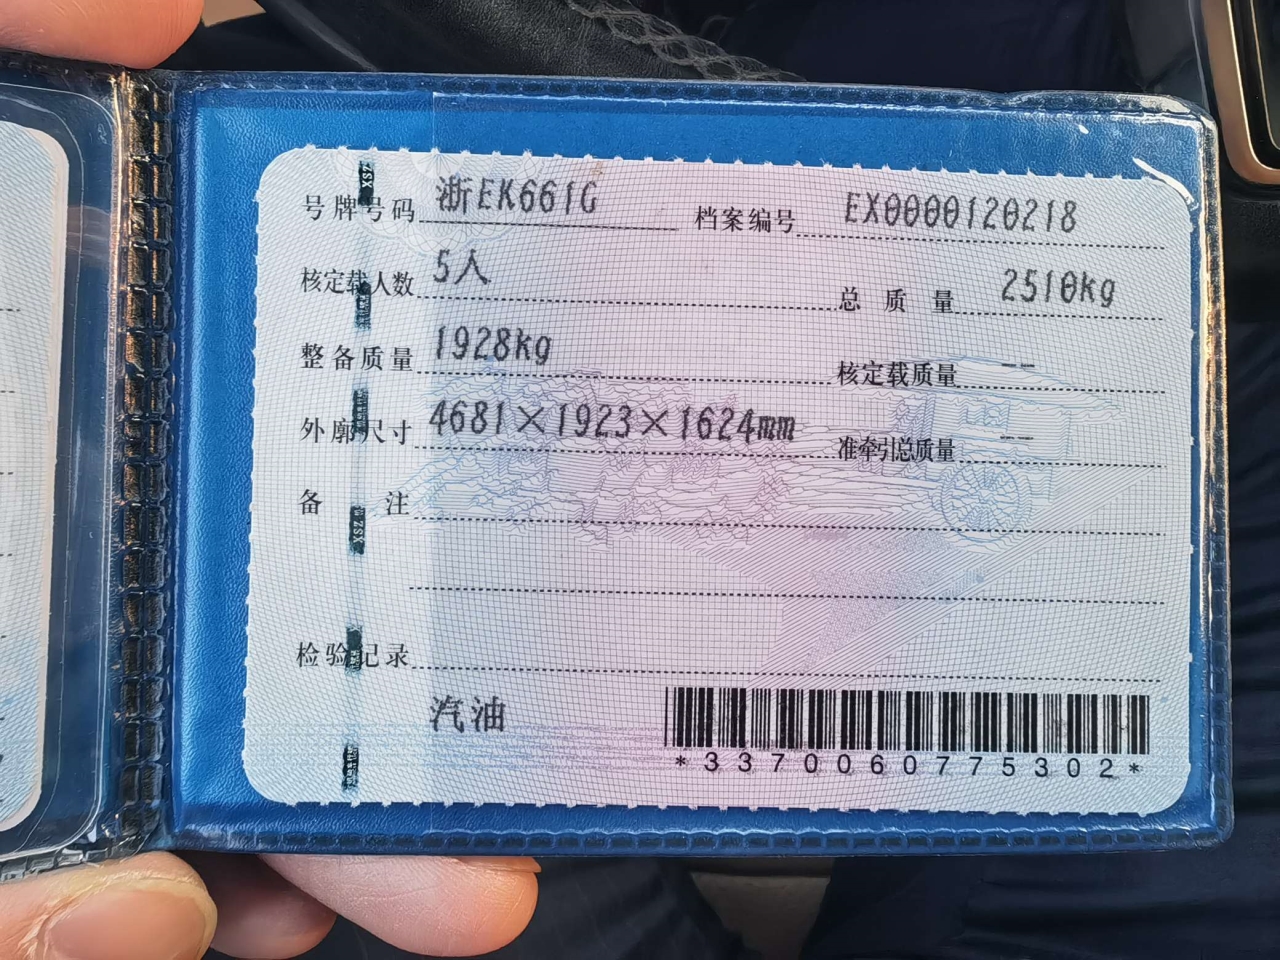 号牌号码 浙EK661G 档案编号 EX0000120218
核定载人数 5人 总质量 2510kg
整备质量 1928kg 核定载质量 --
外廓尺寸 4681×1923×1624mm 准牵引总质量 --
备注
检验记录
汽油
*3370060775302*
XSZ
XSZ